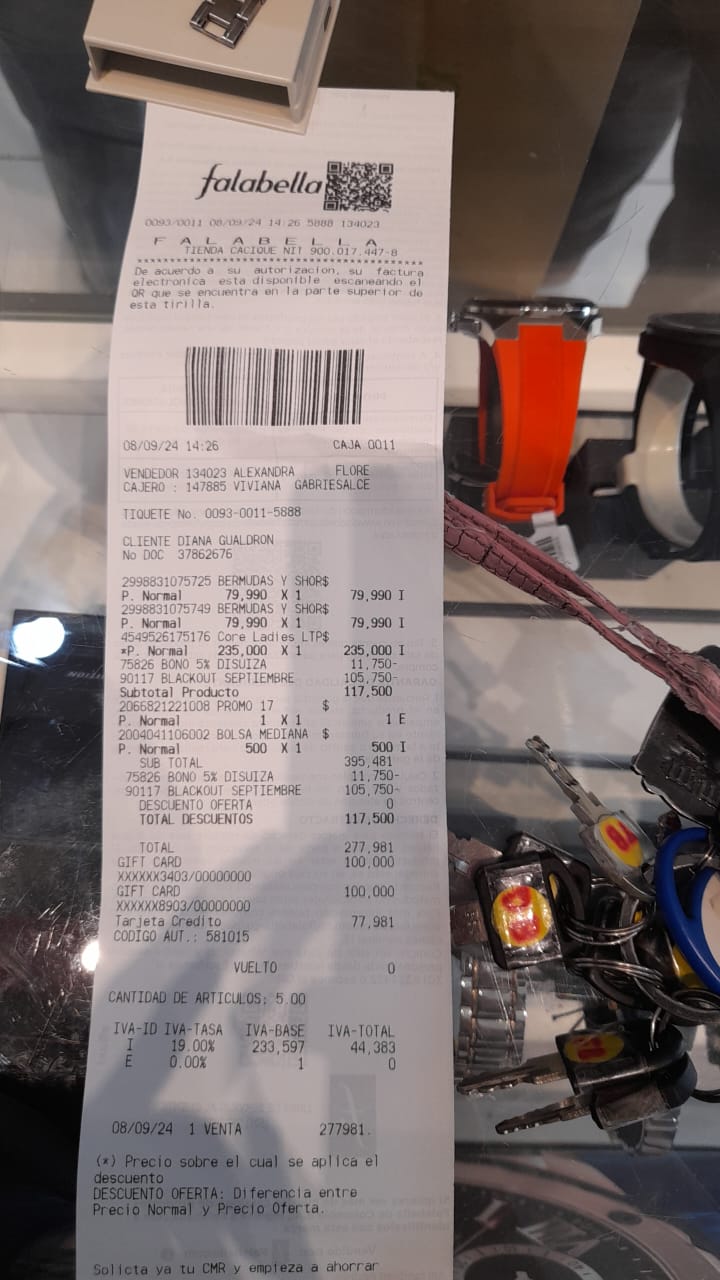 falabella
0093/0011 08/09/24 14:26 5888 134023
F A L A B E L L A
TIENDA CACIQUE NIT 900.017.447-8
****************************************
De acuerdo a su autorizacion, su factura
electronica esta disponible escaneando el
QR que se encuentra en la parte superior de
esta tirilla.
08/09/24 14:26 CAJA 0011
VENDEDOR 134023 ALEXANDRA FLORE
CAJERO : 147885 VIVIANA GABRIESALCE
TIQUETE No. 0093-0011-5888
CLIENTE DIANA GUALDRON
No DOC 37862676
2998831075725 BERMUDAS Y SHOR$
P. Normal 79,990 X 1 79,990 I
2998831075749 BERMUDAS Y SHOR$
P. Normal 79,990 X 1 79,990 I
4549526175176 Core Ladies LTP$
*P. Normal 235,000 X 1 235,000 I
75826 BONO 5% DISUIZA 11,750-
90117 BLACKOUT SEPTIEMBRE 105,750-
Subtotal Producto 117,500
2066821221008 PROMO 17 $
P. Normal 1 X 1 1 E
2004041106002 BOLSA MEDIANA $
P. Normal 500 X 1 500 I
SUB TOTAL 395,481
75826 BONO 5% DISUIZA 11,750-
90117 BLACKOUT SEPTIEMBRE 105,750-
DESCUENTO OFERTA 0
TOTAL DESCUENTOS 117,500
TOTAL 277,981
GIFT CARD 100,000
XXXXXX3403/00000000
GIFT CARD 100,000
XXXXXX8903/00000000
Tarjeta Credito 77,981
CODIGO AUT.: 581015
VUELTO 0
CANTIDAD DE ARTICULOS: 5.00
IVA-ID IVA-TASA IVA-BASE IVA-TOTAL
I 19.00% 233,597 44,383
E 0.00% 1 0
08/09/24 1 VENTA 277981.
(*) Precio sobre el cual se aplica el
descuento
DESCUENTO OFERTA: Diferencia entre
Precio Normal y Precio Oferta.
Solicta ya tu CMR y empieza a ahorrar